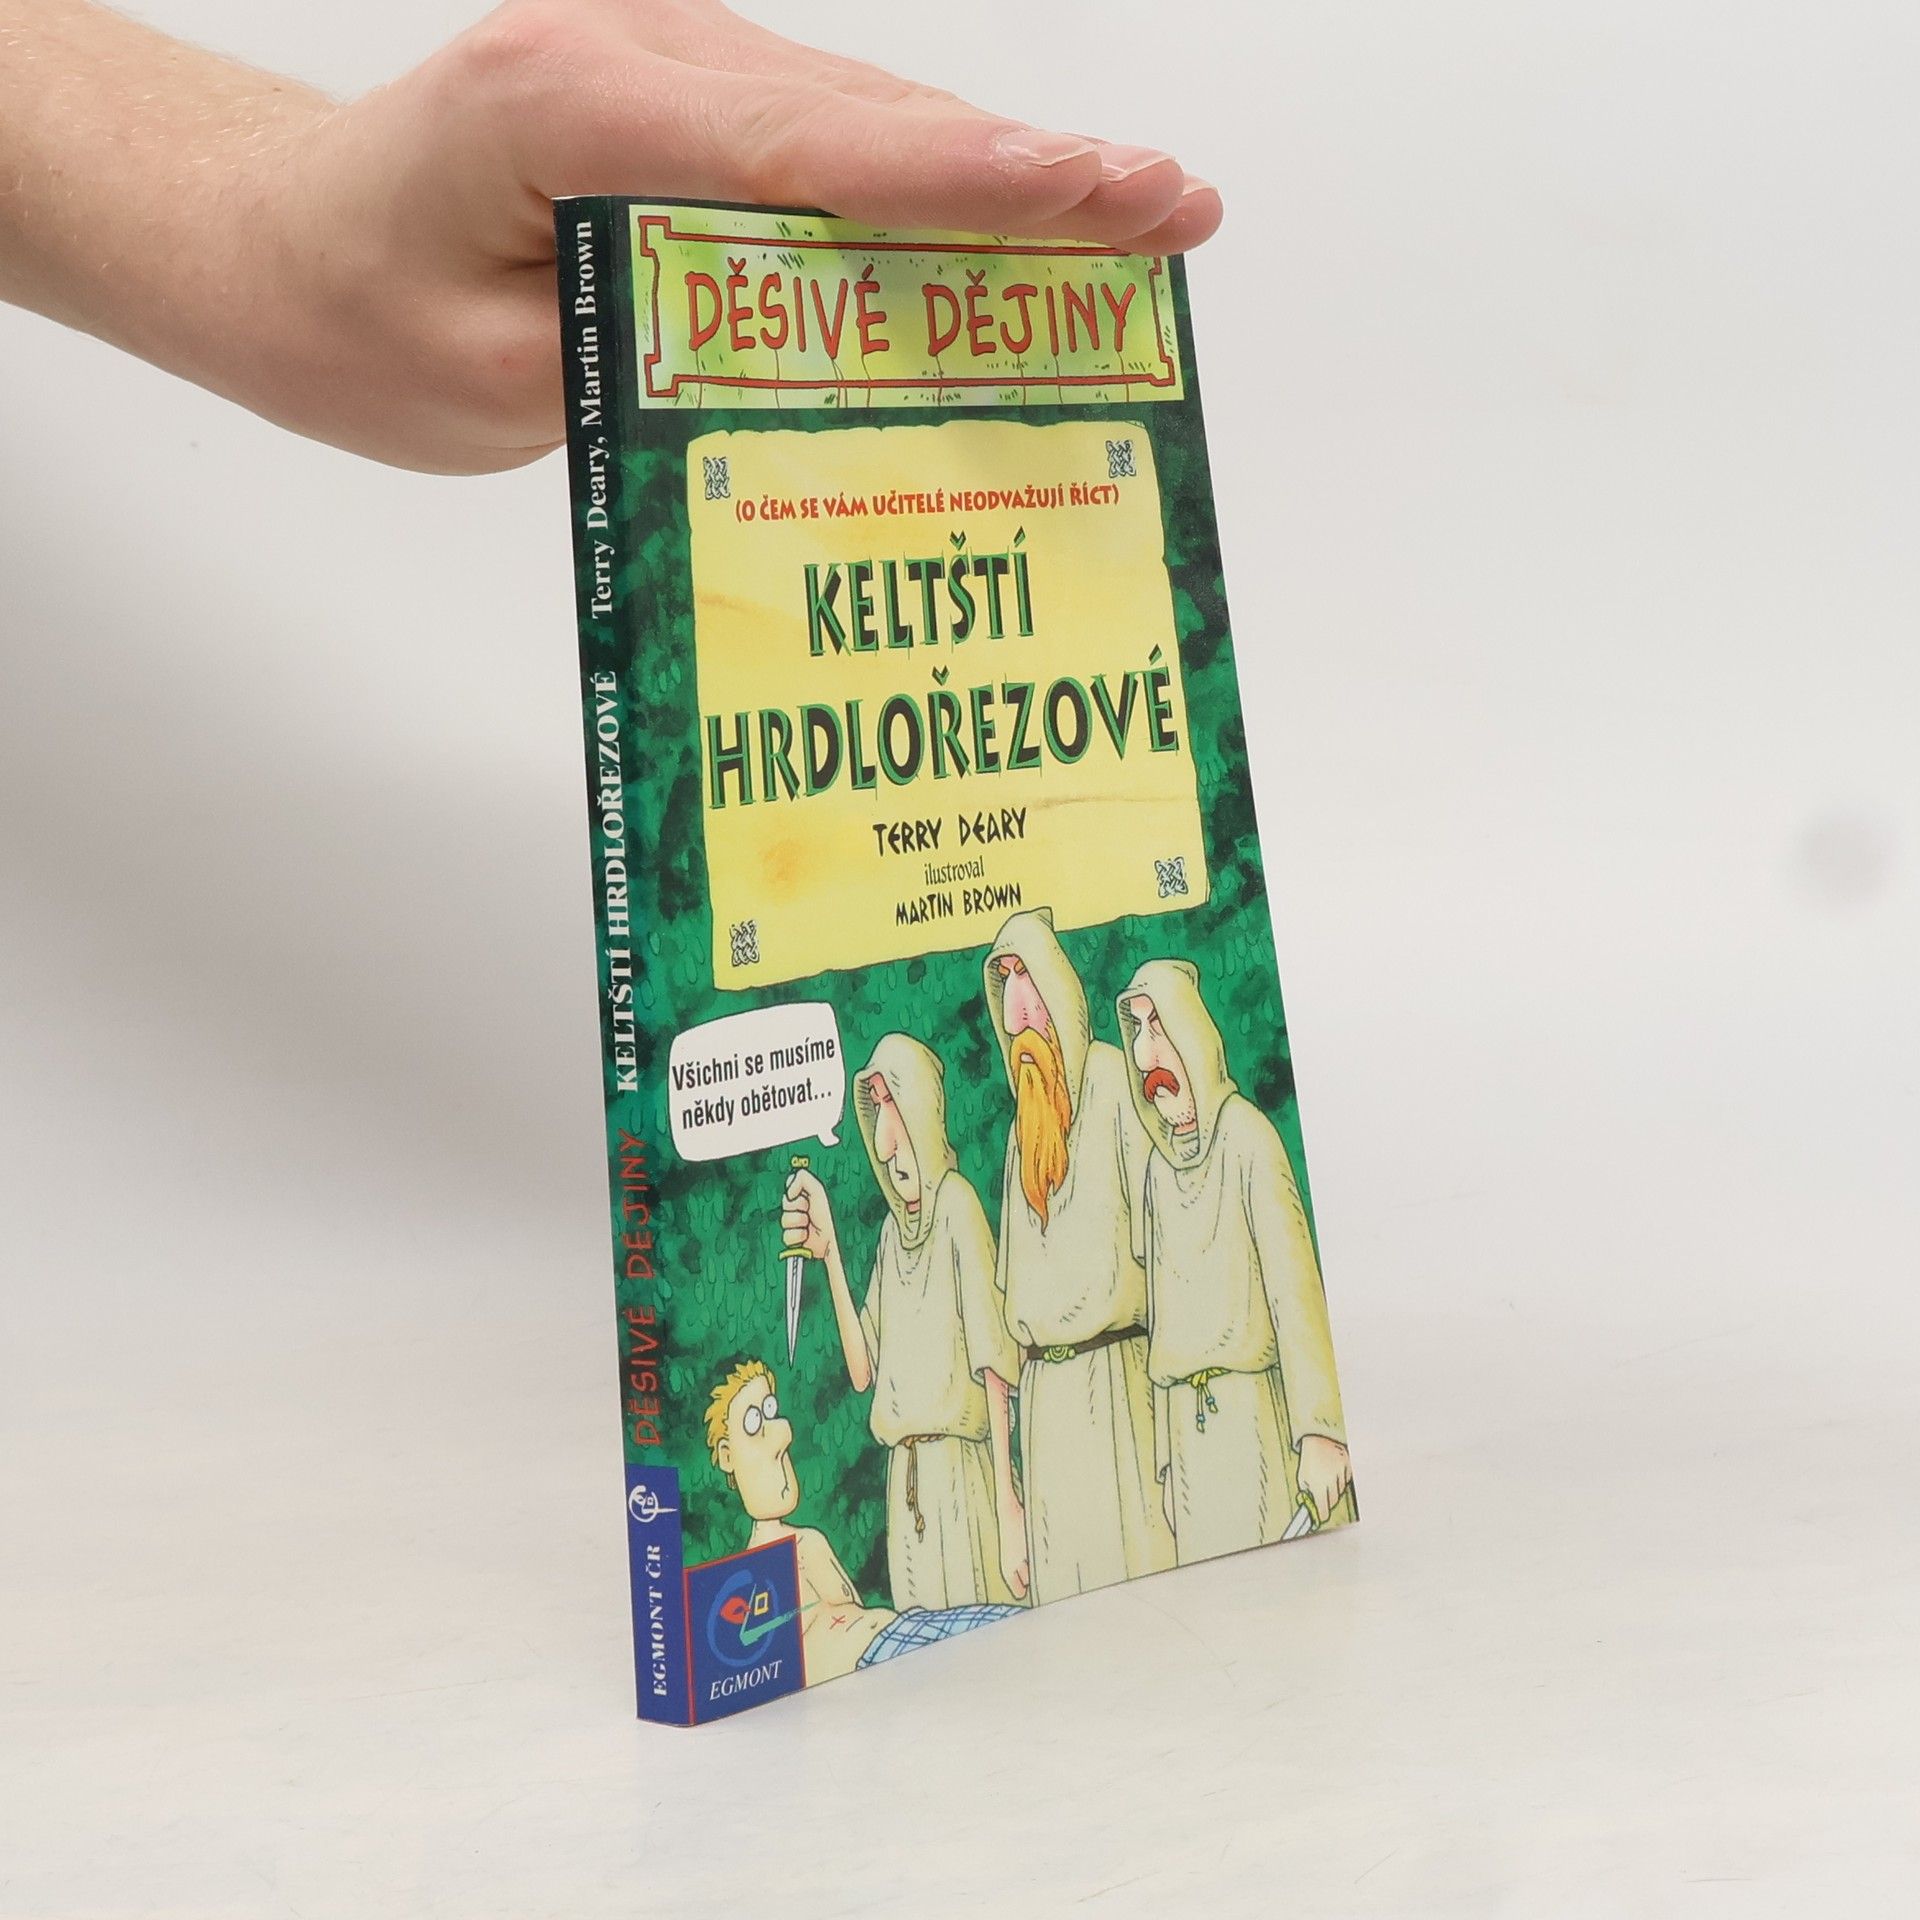 DĚSIVÉ DĚJINY
(O ČEM SE VÁM UČITELÉ NEODVAŽUJÍ ŘÍCT)
KELTŠTÍ
HRDLOŘEZOVÉ
TERRY DEARY
ilustroval
MARTIN BROWN
Všichni se musíme
někdy obětovat...
EGMONT
EGMONT ČR DĚSIVÉ DĚJINY KELTŠTÍ HRDLOŘEZOVÉ Terry Deary, Martin Brown